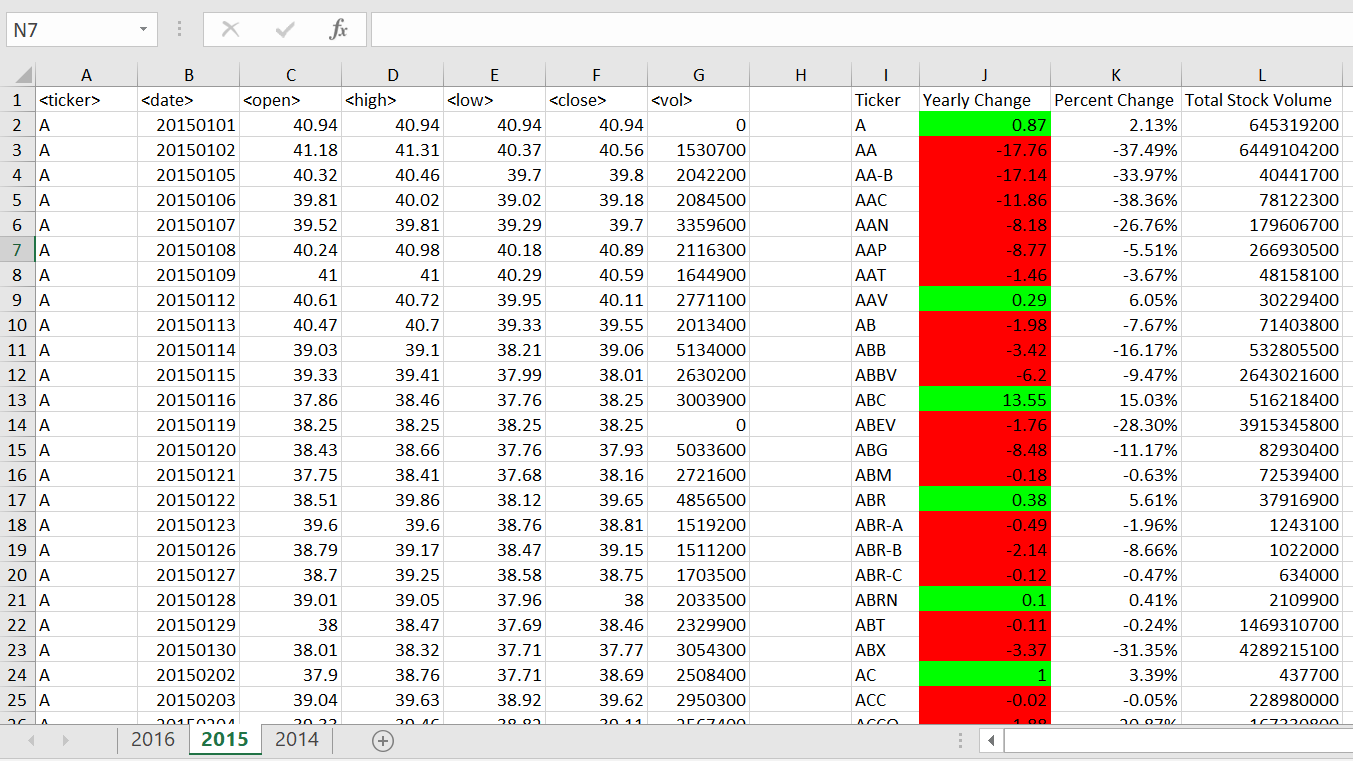 N7 fx
A B C D E F G H I J K L
1 <ticker> <date> <open> <high> <low> <close> <vol> Ticker Yearly Change Percent Change Total Stock Volume
2 A 20150101 40.94 40.94 40.94 40.94 0 A 0.87 2.13% 645319200
3 A 20150102 41.18 41.31 40.37 40.56 1530700 AA -17.76 -37.49% 6449104200
4 A 20150105 40.32 40.46 39.7 39.8 2042200 AA-B -17.14 -33.97% 40441700
5 A 20150106 39.81 40.02 39.02 39.18 2084500 AAC -11.86 -38.36% 78122300
6 A 20150107 39.52 39.81 39.29 39.7 3359600 AAN -8.18 -26.76% 179606700
7 A 20150108 40.24 40.98 40.18 40.89 2116300 AAP -8.77 -5.51% 266930500
8 A 20150109 41 41 40.29 40.59 1644900 AAT -1.46 -3.67% 48158100
9 A 20150112 40.61 40.72 39.95 40.11 2771100 AAV 0.29 6.05% 30229400
10 A 20150113 40.47 40.7 39.33 39.55 2013400 AB -1.98 -7.67% 71403800
11 A 20150114 39.03 39.1 38.21 39.06 5134000 ABB -3.42 -16.17% 532805500
12 A 20150115 39.33 39.41 37.99 38.01 2630200 ABBV -6.2 -9.47% 2643021600
13 A 20150116 37.86 38.46 37.76 38.25 3003900 ABC 13.55 15.03% 516218400
14 A 20150119 38.25 38.25 38.25 38.25 0 ABEV -1.76 -28.30% 3915345800
15 A 20150120 38.43 38.66 37.76 37.93 5033600 ABG -8.48 -11.17% 82930400
16 A 20150121 37.75 38.41 37.68 38.16 2721600 ABM -0.18 -0.63% 72539400
17 A 20150122 38.51 39.86 38.12 39.65 4856500 ABR 0.38 5.61% 37916900
18 A 20150123 39.6 39.6 38.76 38.81 1519200 ABR-A -0.49 -1.96% 1243100
19 A 20150126 38.79 39.17 38.47 39.15 1511200 ABR-B -2.14 -8.66% 1022000
20 A 20150127 38.7 39.25 38.58 38.75 1703500 ABR-C -0.12 -0.47% 634000
21 A 20150128 39.01 39.05 37.96 38 2033500 ABRN 0.1 0.41% 2109900
22 A 20150129 38 38.47 37.69 38.46 2329900 ABT -0.11 -0.24% 1469310700
23 A 20150130 38.01 38.32 37.71 37.77 3054300 ABX -3.37 -31.35% 4289215100
24 A 20150202 37.9 38.76 37.71 38.69 2508400 AC 1 3.39% 437700
25 A 20150203 39.04 39.63 38.92 39.62 2950300 ACC -0.02 -0.05% 228980000
2016 2015 2014